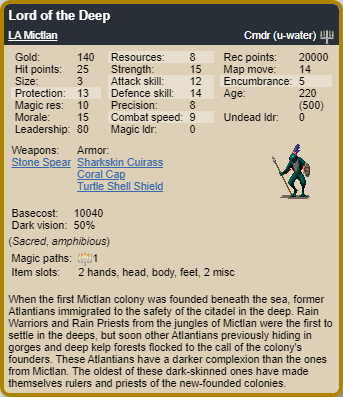 Lord of the Deep
LA Mictlan Cmdr (u-water)
Gold: 140 Resources: 8 Rec points: 20000
Hit points: 25 Strength: 15 Map move: 14
Size: 3 Attack skill: 12 Encumbrance: 5
Protection: 13 Defence skill: 14 Age: 220
Magic res: 10 Precision: 8 (500)
Morale: 15 Combat speed: 9 Undead ldr: 0
Leadership: 80 Magic ldr: 0
Weapons: Armor:
Stone Spear Sharkskin Cuirass
Coral Cap
Turtle Shell Shield
Basecost: 10040
Dark vision: 50%
(Sacred, amphibious)
Magic paths: 1
Item slots: 2 hands, head, body, feet, 2 misc
When the first Mictlan colony was founded beneath the sea, former
Atlantians immigrated to the safety of the citadel in the deep. Rain
Warriors and Rain Priests from the jungles of Mictlan were the first to
settle in the deeps, but soon other Atlantians previously hiding in
gorges and deep kelp forests flocked to the call of the colony's
founders. These Atlantians have a darker complexion than the ones
from Mictlan. The oldest of these dark-skinned ones have made
themselves rulers and priests of the new-founded colonies.